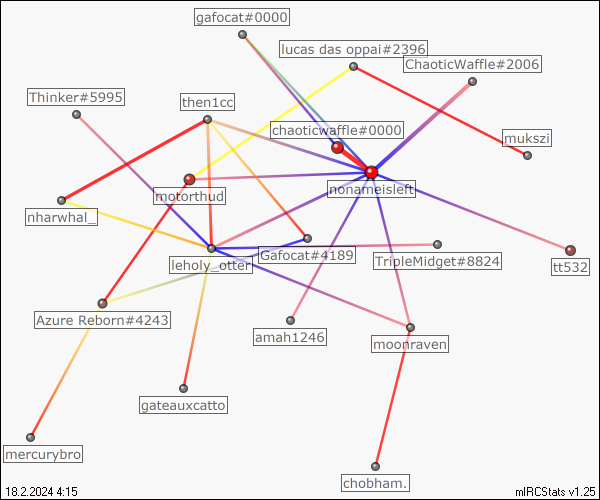 gafocat#0000
lucas das oppai#2396
ChaoticWaffle#2006
Thinker#5995
then1cc
chaoticwaffle#0000
mukszi
motorthud
nonameisleft
nharwhal_
Gafocat#4189
leholy_otter
TripleMidget#8824
tt532
Azure Reborn#4243
amah1246
moonraven
gateauxcatto
mercurybro
chobham.
18.2.2024 4:15
mIRCStats v1.25